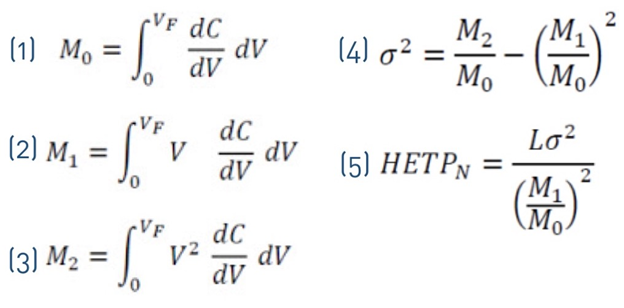 (1) M₀ = ∫₀^{V_F} dC/dV dV
(2) M₁ = ∫₀^{V_F} V dC/dV dV
(3) M₂ = ∫₀^{V_F} V² dC/dV dV
(4) σ² = M₂/M₀ − (M₁/M₀)²
(5) HETP_N = Lσ²/(M₁/M₀)²